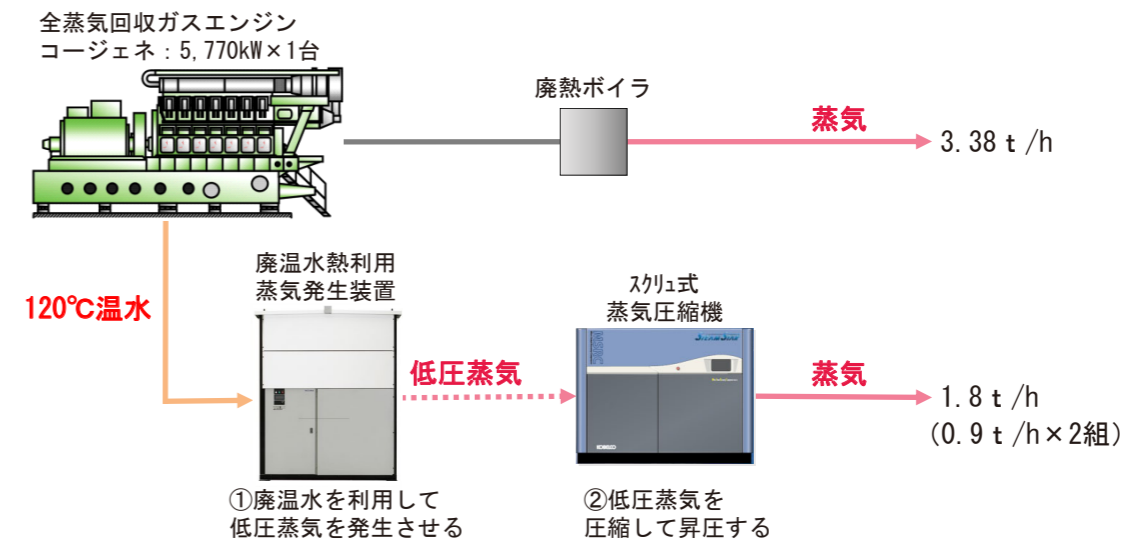 全蒸気回収ガスエンジン
コージェネ：5,770kW×1台
廃熱ボイラ
蒸気
3.38 t /h
120℃温水
廃温水熱利用
蒸気発生装置
低圧蒸気
ｽｸﾘｭ式
蒸気圧縮機
蒸気
1.8 t /h
（0.9 t /h×2組）
①廃温水を利用して
低圧蒸気を発生させる
②低圧蒸気を
圧縮して昇圧する